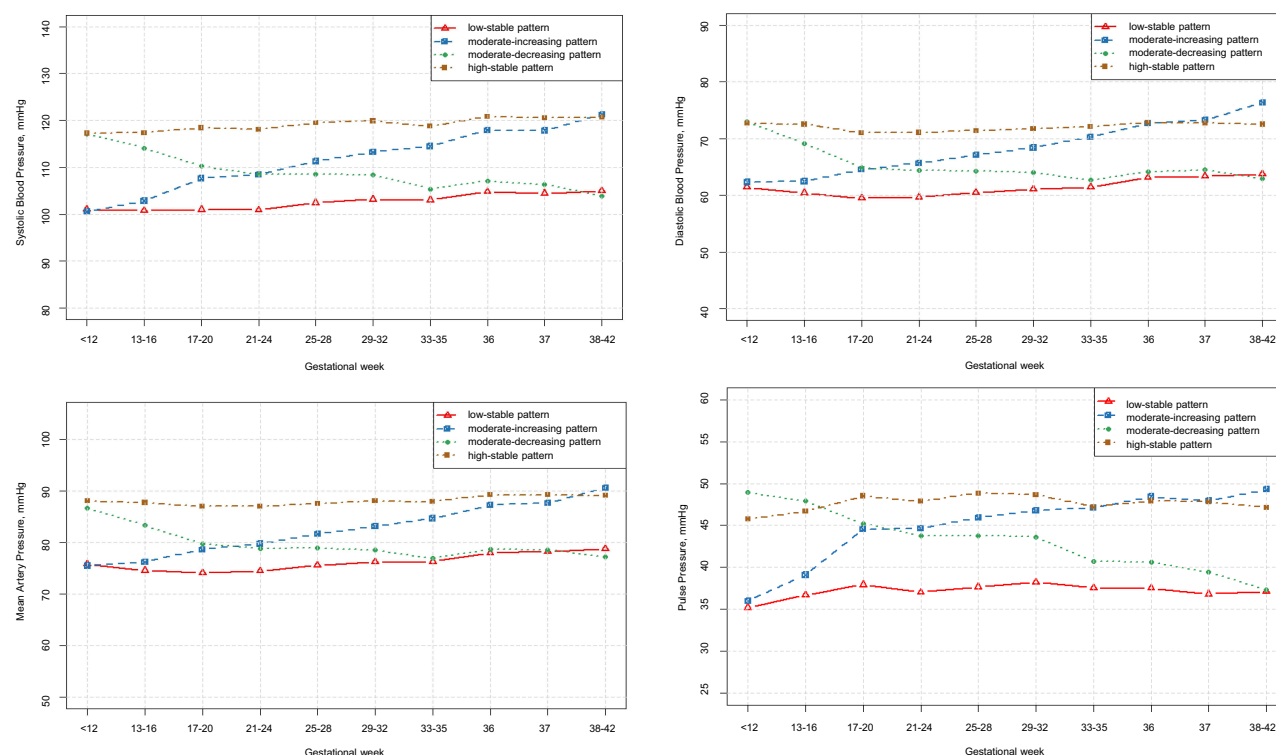 low-stable pattern
moderate-increasing pattern
moderate-decreasing pattern
high-stable pattern
Systolic Blood Pressure, mmHg
140
130
120
110
100
90
80
<12 13-16 17-20 21-24 25-28 29-32 33-35 36 37 38-42
Gestational week
low-stable pattern
moderate-increasing pattern
moderate-decreasing pattern
high-stable pattern
Diastolic Blood Pressure, mmHg
90
80
70
60
50
40
<12 13-16 17-20 21-24 25-28 29-32 33-35 36 37 38-42
Gestational week
low-stable pattern
moderate-increasing pattern
moderate-decreasing pattern
high-stable pattern
Mean Artery Pressure, mmHg
100
90
80
70
60
50
<12 13-16 17-20 21-24 25-28 29-32 33-35 36 37 38-42
Gestational week
low-stable pattern
moderate-increasing pattern
moderate-decreasing pattern
high-stable pattern
Pulse Pressure, mmHg
60
55
50
45
40
35
30
25
<12 13-16 17-20 21-24 25-28 29-32 33-35 36 37 38-42
Gestational week